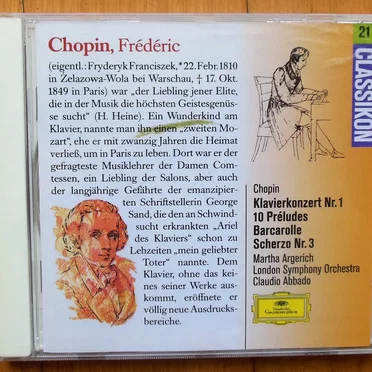 Chopin, Frédéric
(eigentl.: Fryderyk Franciszek, *22. Febr. 1810
in Żelazowa-Wola bei Warschau, † 17. Okt.
1849 in Paris) war „der Liebling jener Elite,
die in der Musik die höchsten Geistesgenüs-
se sucht“ (H. Heine). Ein Wunderkind am
Klavier, nannte man ihn einen „zweiten Mo-
zart“, ehe er mit zwanzig Jahren die Heimat
verließ, um in Paris zu leben. Dort war er der
gefragteste Musiklehrer der Damen Com-
tessen, ein Liebling der Salons, aber auch
der langjährige Gefährte der emanzipier-
ten Schriftstellerin George
Sand, die den an Schwind-
sucht erkrankten „Ariel
des Klaviers“ schon zu
Lebzeiten „mein geliebter
Toter“ nannte. Dem
Klavier, ohne das kei-
nes seiner Werke aus-
kommt, eröffnete er
völlig neue Ausdrucks-
bereiche.
21
CLASSIKON
Chopin
Klavierkonzert Nr. 1
10 Préludes
Barcarolle
Scherzo Nr. 3
Martha Argerich
London Symphony Orchestra
Claudio Abbado
Deutsche
Grammophon